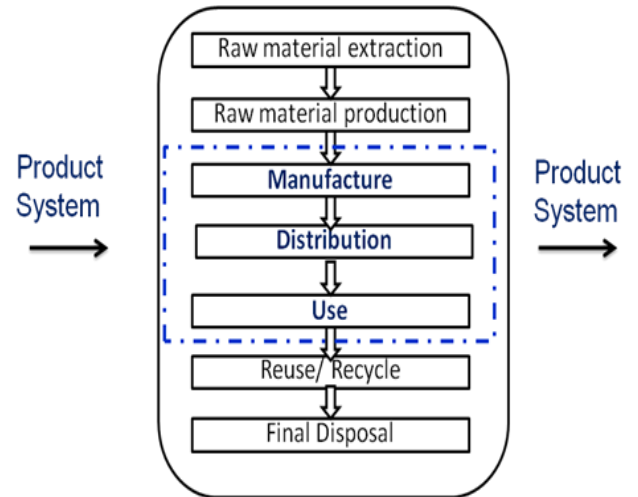 Raw material extraction
Raw material production
Product
System
Manufacture
Distribution
Use
Product
System
Reuse/ Recycle
Final Disposal